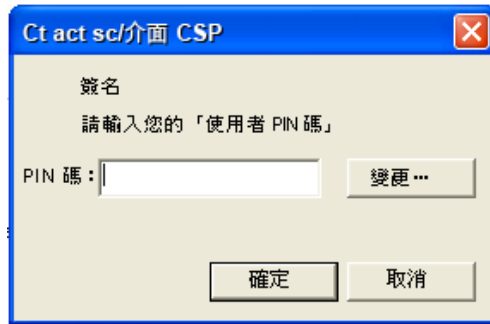 Ct act sc/介面 CSP
簽名
請輸入您的「使用者 PIN 碼」
PIN 碼：
變更…
確定
取消